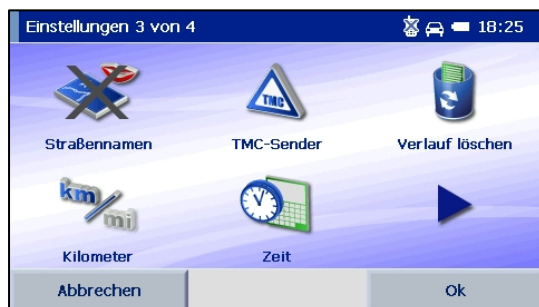 Einstellungen 3 von 4 18:25
TMC
Straßennamen TMC-Sender Verlauf löschen
km/mi
Kilometer Zeit
Abbrechen Ok